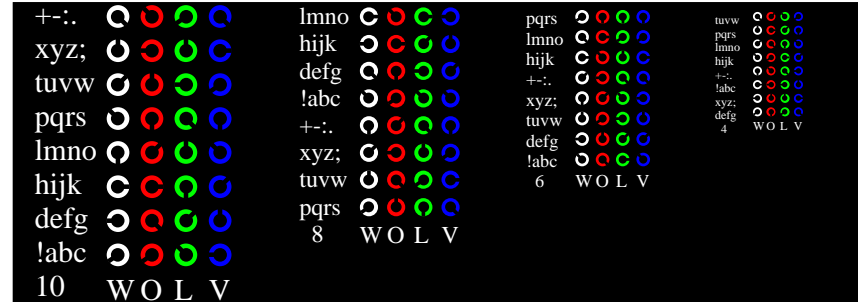 +-:.
xyz;
tuvw
pqrs
lmno
hijk
defg
!abc
10 W O L V
lmno
hijk
defg
!abc
+-:.
xyz;
tuvw
pqrs
8 W O L V
pqrs
lmno
hijk
+-:.
xyz;
tuvw
defg
!abc
6 W O L V
tuvw
pqrs
lmno
hijk
+-:.
!abc
xyz;
defg
4 W O L V